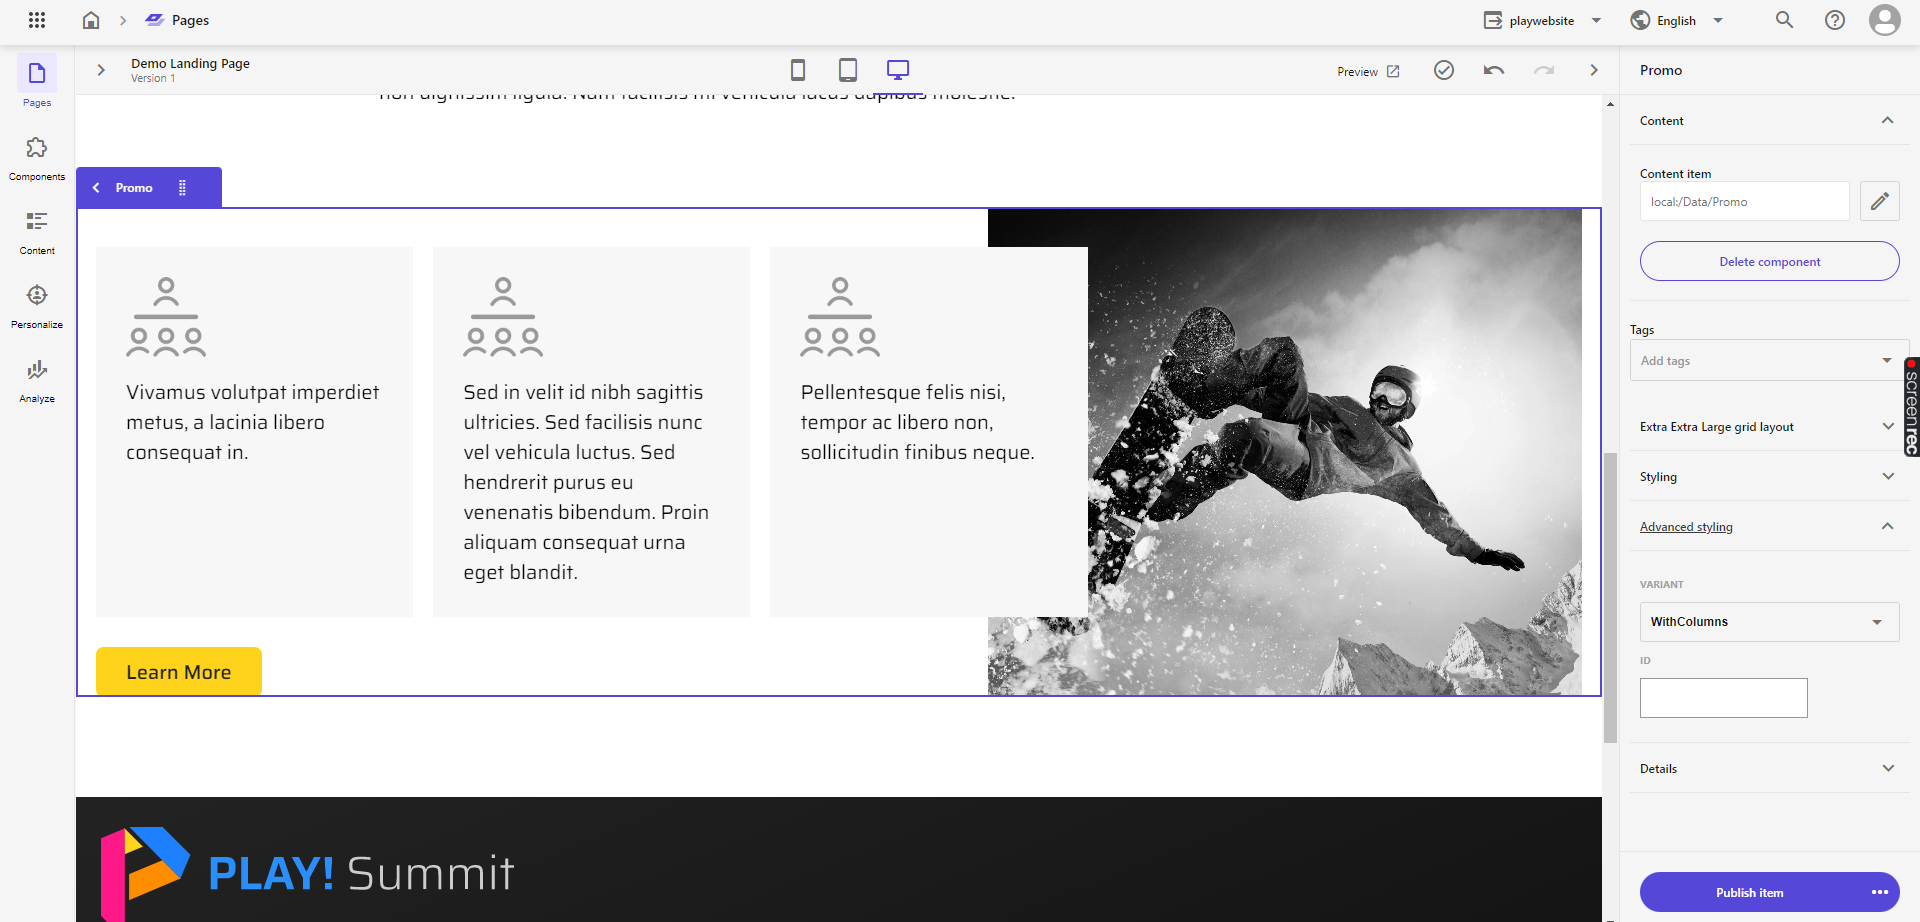 Pages
playwebsite
English
Pages
Components
Content
Personalize
Analyze
Demo Landing Page
Version 1
Preview
non dignissim ligula. Nam facilisis mi vehicula lacus dapibus molestie.
Promo
Vivamus volutpat imperdiet
metus, a lacinia libero
consequat in.
Sed in velit id nibh sagittis
ultricies. Sed facilisis nunc
vel vehicula luctus. Sed
hendrerit purus eu
venenatis bibendum. Proin
aliquam consequat urna
eget blandit.
Pellentesque felis nisi,
tempor ac libero non,
sollicitudin finibus neque.
Learn More
PLAY! Summit
Promo
Content
Content item
local:/Data/Promo
Delete component
Tags
Add tags
Extra Extra Large grid layout
Styling
Advanced styling
VARIANT
WithColumns
ID
Details
Publish item
screenrec